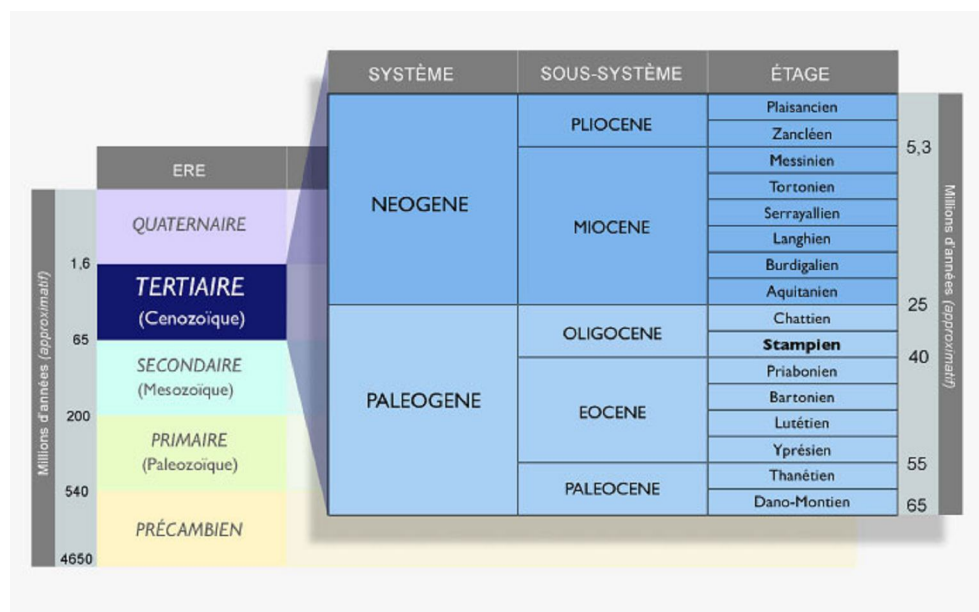 SYSTÈME SOUS-SYSTÈME ÉTAGE
NEOGENE
PALEOGENE
PLIOCENE
MIOCENE
OLIGOCENE
EOCENE
PALEOCENE
Plaisancien
Zancléen
Messinien
Tortonien
Serrayallien
Langhien
Burdigalien
Aquitanien
Chattien
Stampien
Priabonien
Bartonien
Lutétien
Yprésien
Thanétien
Dano-Montien
5,3
25
40
55
65
Millions d'années (approximatif)
ERE
QUATERNAIRE
TERTIAIRE
(Cenozoïque)
SECONDAIRE
(Mesozoïque)
PRIMAIRE
(Paleozoïque)
PRÉCAMBIEN
1,6
65
200
540
4650
Millions d'années (approximatif)